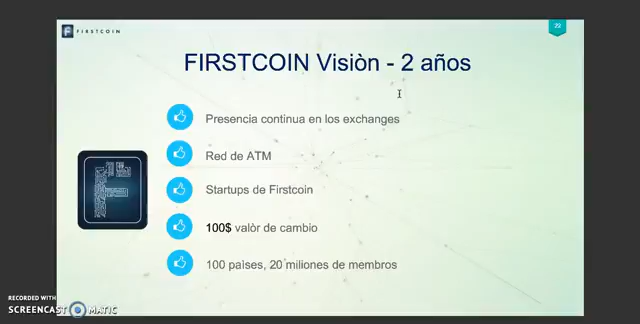 FIRSTCOIN
22
FIRSTCOIN Visiòn - 2 años
Presencia continua en los exchanges
Red de ATM
Startups de Firstcoin
100$ valòr de cambio
100 paìses, 20 miliones de membros
RECORDED WITH
SCREENCAST MATIC